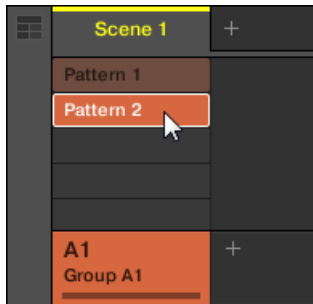 Scene 1 +
Pattern 1
Pattern 2
A1 +
Group A1